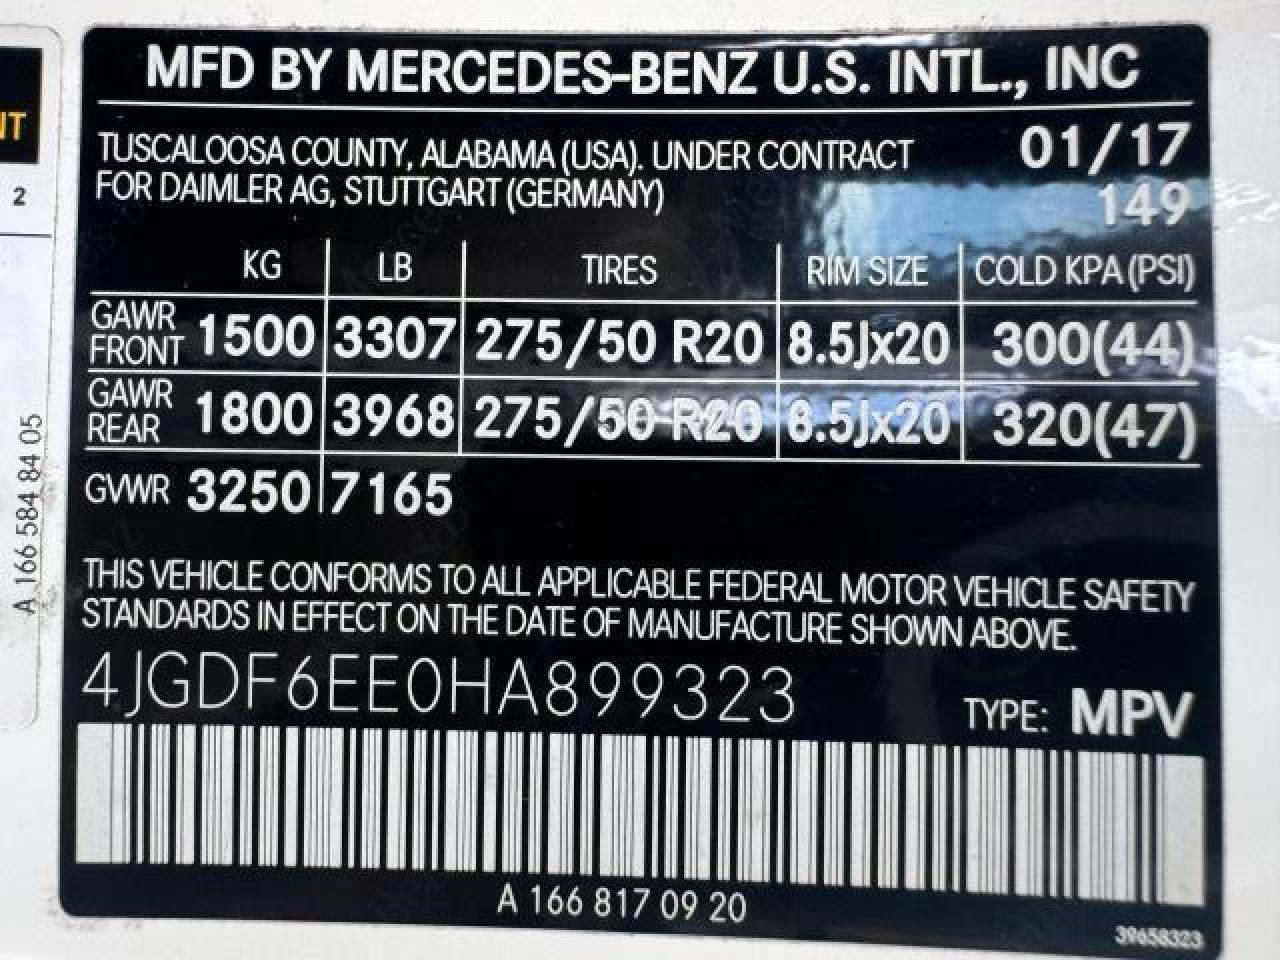 MFD BY MERCEDES-BENZ U.S. INTL., INC
TUSCALOOSA COUNTY, ALABAMA (USA). UNDER CONTRACT 01/17
FOR DAIMLER AG, STUTTGART (GERMANY) 149
KG LB TIRES RIM SIZE COLD KPA (PSI)
GAWR FRONT 1500 3307 275/50 R20 8.5Jx20 300(44)
GAWR REAR 1800 3968 275/50 R20 8.5Jx20 320(47)
GVWR 3250 7165
THIS VEHICLE CONFORMS TO ALL APPLICABLE FEDERAL MOTOR VEHICLE SAFETY
STANDARDS IN EFFECT ON THE DATE OF MANUFACTURE SHOWN ABOVE.
4JGDF6EE0HA899323 TYPE: MPV
A 166 817 09 20
39658323
NT
2
A 166 584 84 05